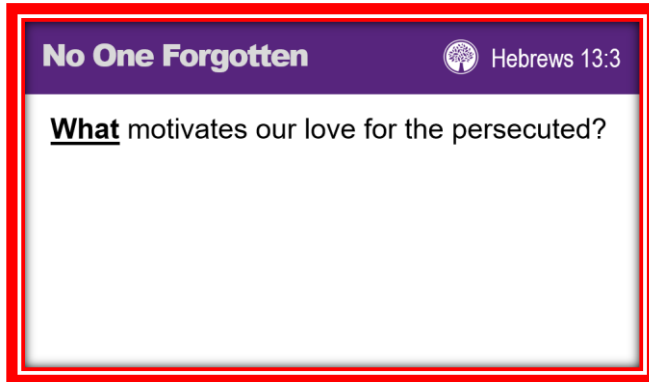 No One Forgotten
Hebrews 13:3
What motivates our love for the persecuted?